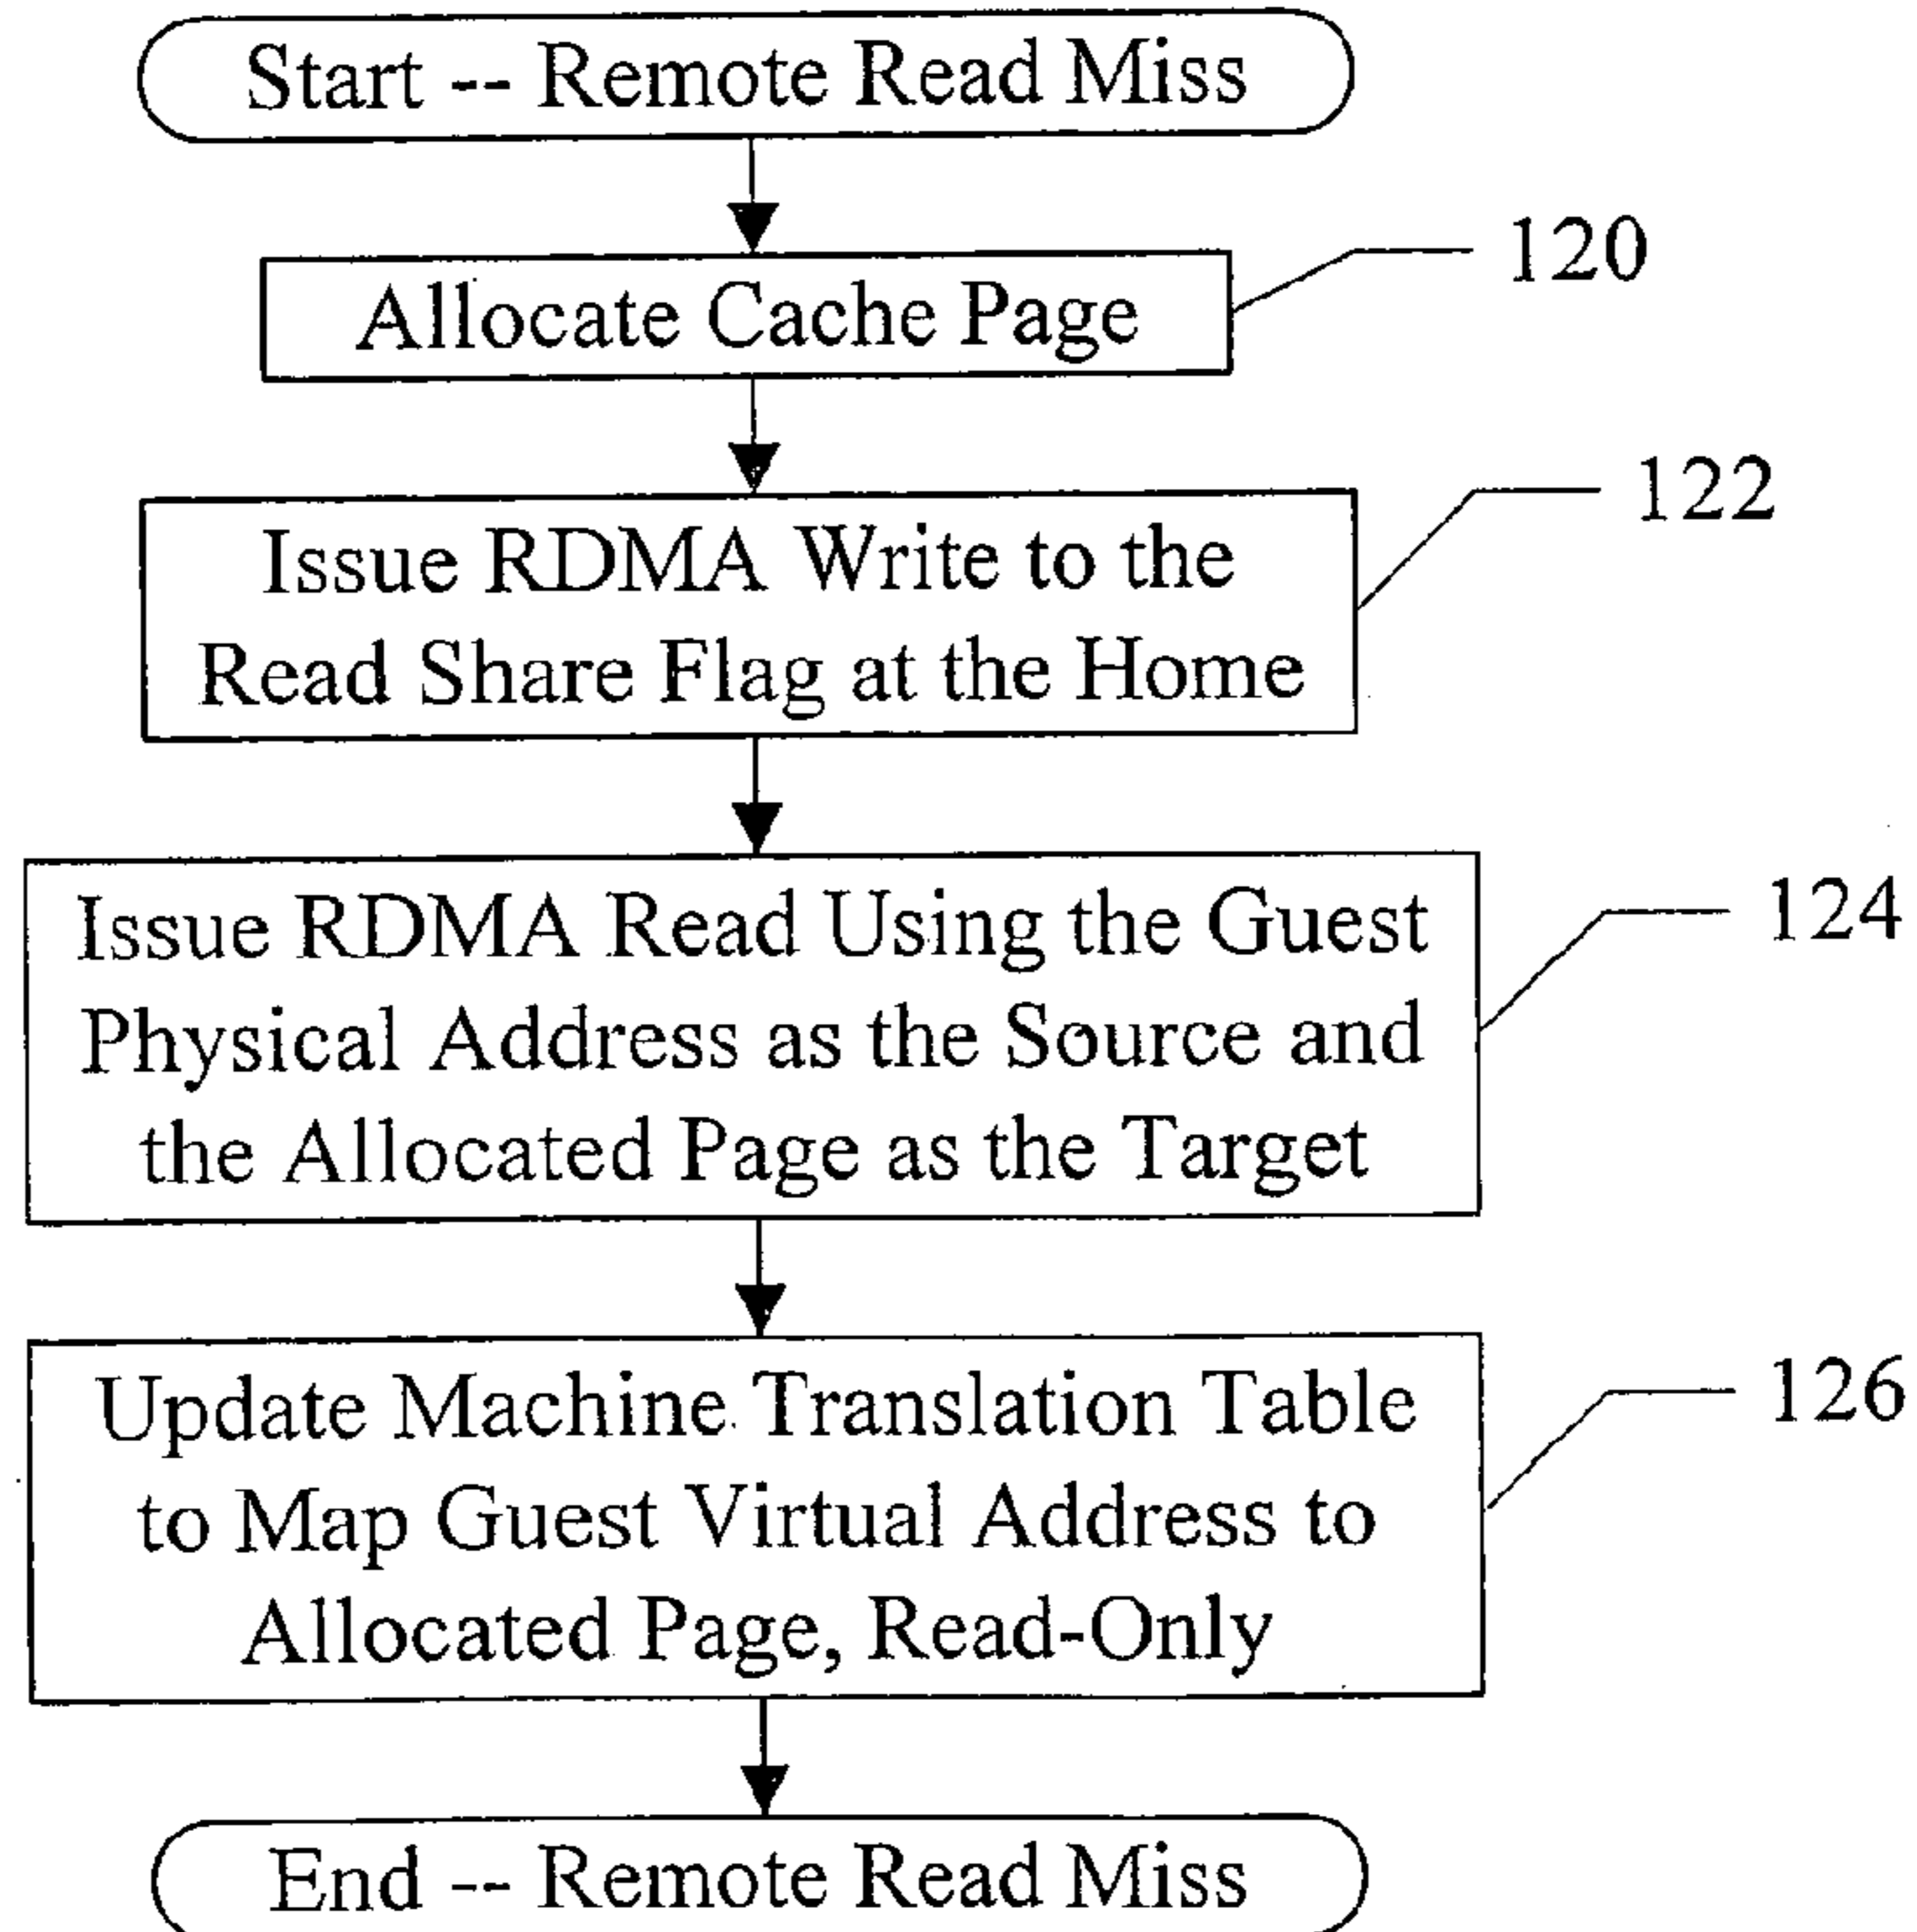 Start -- Remote Read Miss
120
Allocate Cache Page
122
Issue RDMA Write to the
Read Share Flag at the Home
124
Issue RDMA Read Using the Guest
Physical Address as the Source and
the Allocated Page as the Target
126
Update Machine Translation Table
to Map Guest Virtual Address to
Allocated Page, Read-Only
End -- Remote Read Miss